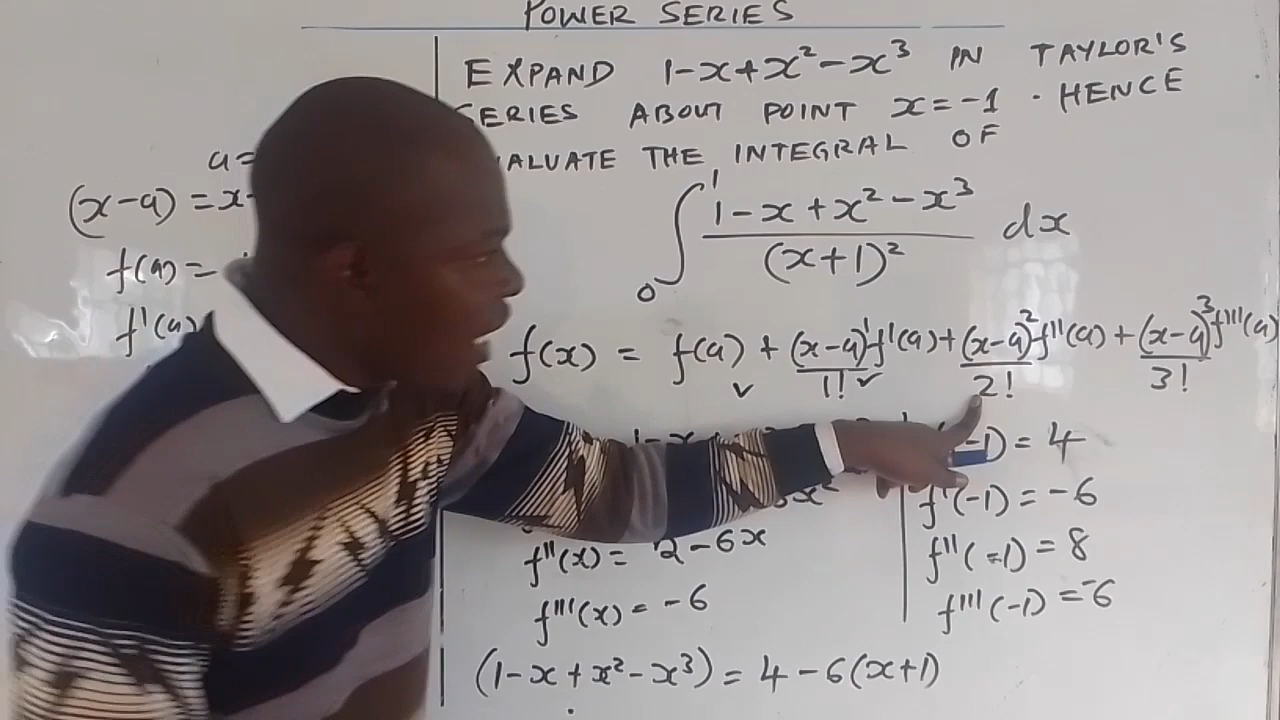 POWER SERIES
EXPAND 1-x+x²-x³ IN TAYLOR'S
SERIES ABOUT POINT x=-1 . HENCE
ALUATE THE INTEGRAL OF
∫₀¹ (1-x+x²-x³)/(x+1)² dx
a=
(x-a) = x-
f(a) =
f'(a)
f(x) = f(a) + (x-a)¹/1! f'(a) + (x-a)²/2! f''(a) + (x-a)³/3! f'''(a)
-1) = 4
f'(-1) = -6
f''(x) = 2-6x
f''(-1) = 8
f'''(x) = -6
f'''(-1) = -6
(1-x+x²-x³) = 4-6(x+1)